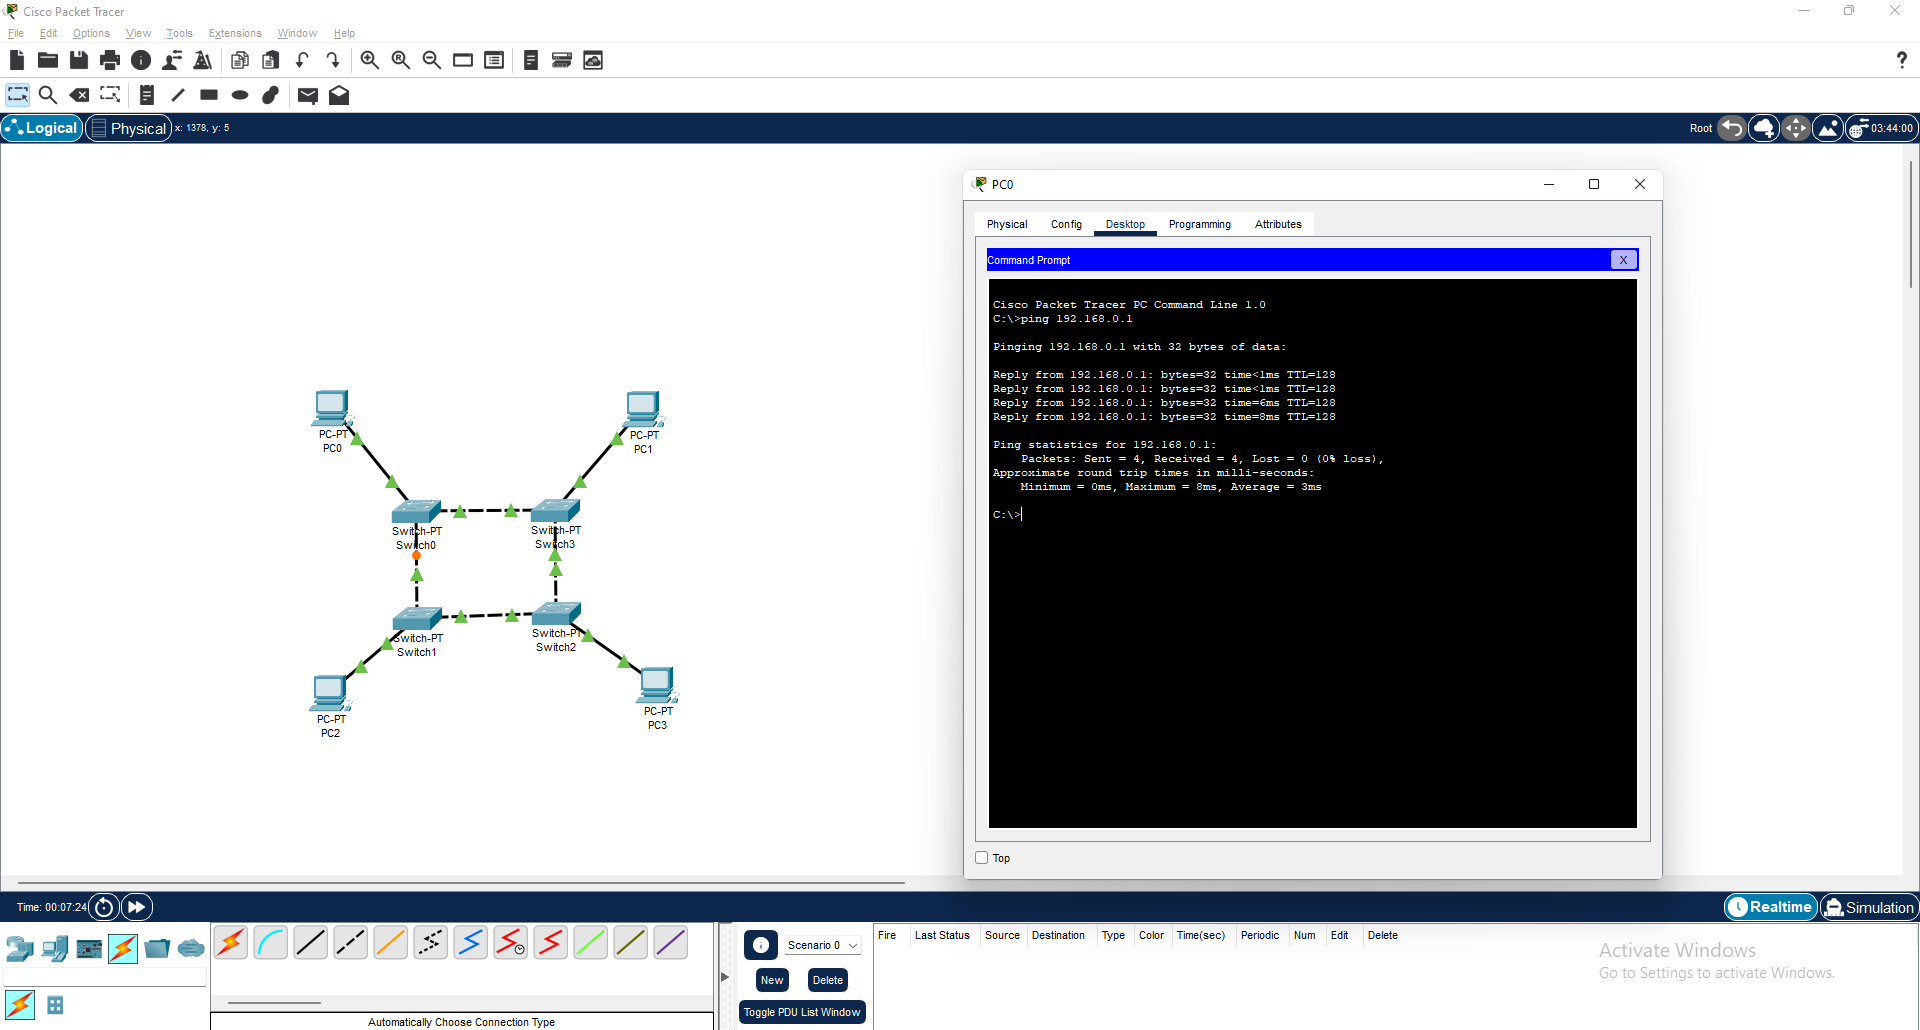 Cisco Packet Tracer
File Edit Options View Tools Extensions Window Help
?
Logical Physical x: 1378, y: 5 Root 03:44:00
PC0
Physical Config Desktop Programming Attributes
Command Prompt X
Cisco Packet Tracer PC Command Line 1.0
C:\>ping 192.168.0.1
Pinging 192.168.0.1 with 32 bytes of data:
Reply from 192.168.0.1: bytes=32 time<1ms TTL=128
Reply from 192.168.0.1: bytes=32 time<1ms TTL=128
Reply from 192.168.0.1: bytes=32 time=6ms TTL=128
Reply from 192.168.0.1: bytes=32 time=8ms TTL=128
Ping statistics for 192.168.0.1:
Packets: Sent = 4, Received = 4, Lost = 0 (0% loss),
Approximate round trip times in milli-seconds:
Minimum = 0ms, Maximum = 8ms, Average = 3ms
C:\>
Top
PC-PT
PC0
PC-PT
PC1
Switch-PT
Switch0
Switch-PT
Switch3
Switch-PT
Switch1
Switch-PT
Switch2
PC-PT
PC2
PC-PT
PC3
Time: 00:07:24 Realtime Simulation
Scenario 0
New Delete
Toggle PDU List Window
Fire Last Status Source Destination Type Color Time(sec) Periodic Num Edit Delete
Automatically Choose Connection Type
Activate Windows
Go to Settings to activate Windows.